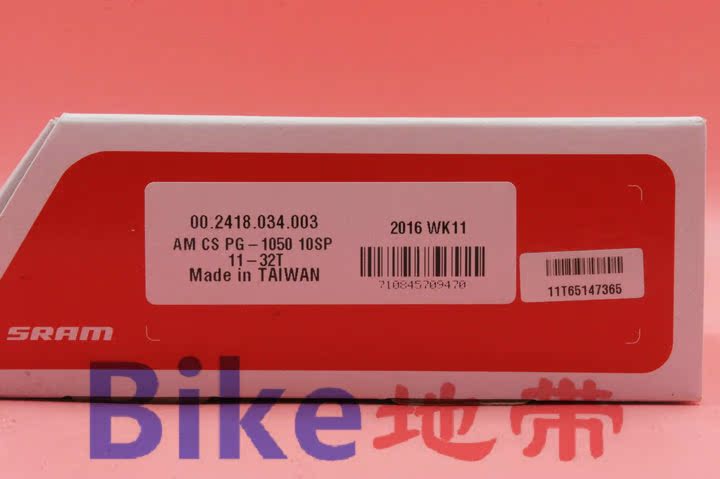 00.2418.034.003
AM CS PG-1050 10SP
11-32T
Made in TAIWAN
2016 WK11
710845709470
11T65147365
SRAM
Bike地带